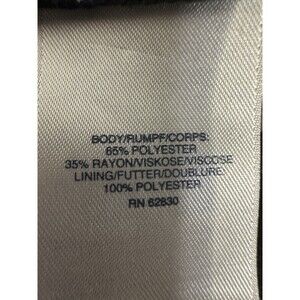 BODY/RUMPF/CORPS:
65% POLYESTER
35% RAYON/VISKOSE/VISCOSE
LINING/FUTTER/DOUBLURE:
100% POLYESTER
RN 62830